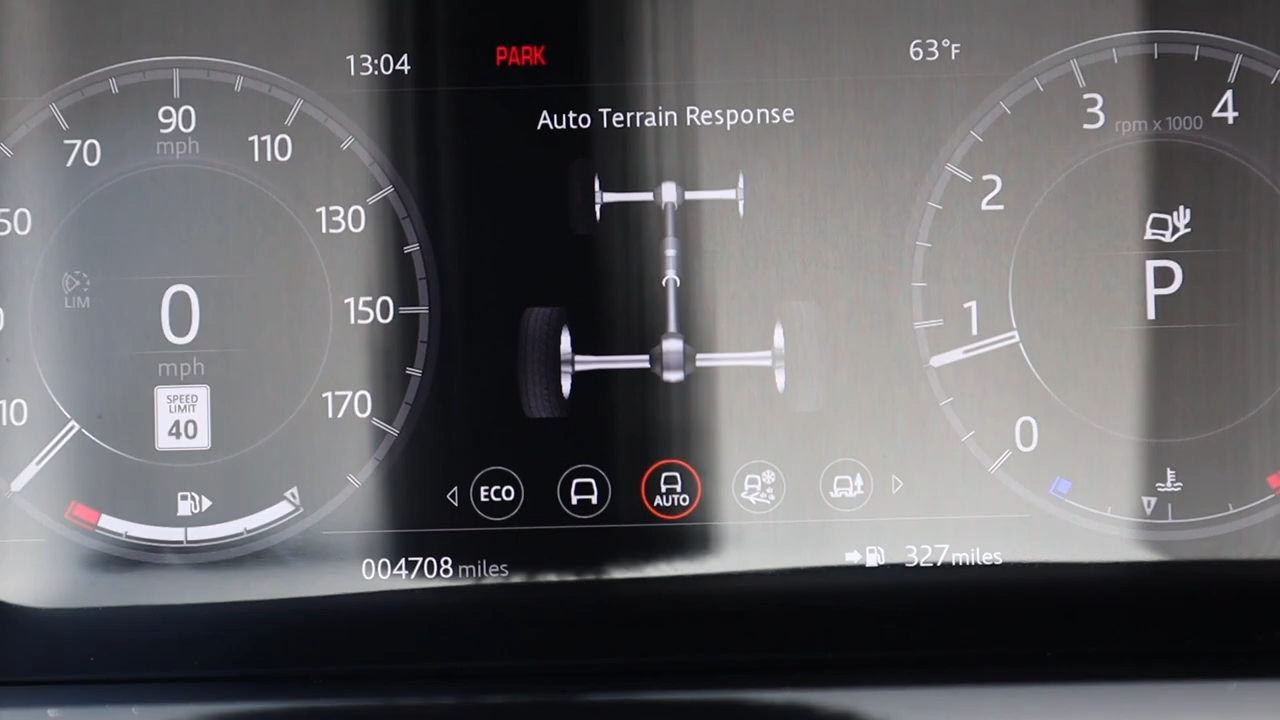 13:04
PARK
63°F
Auto Terrain Response
70
90
mph
110
50
130
LIM
150
0
mph
10
170
SPEED
LIMIT
40
3
rpm x 1000
4
2
P
1
0
ECO
AUTO
004708 miles
327 miles